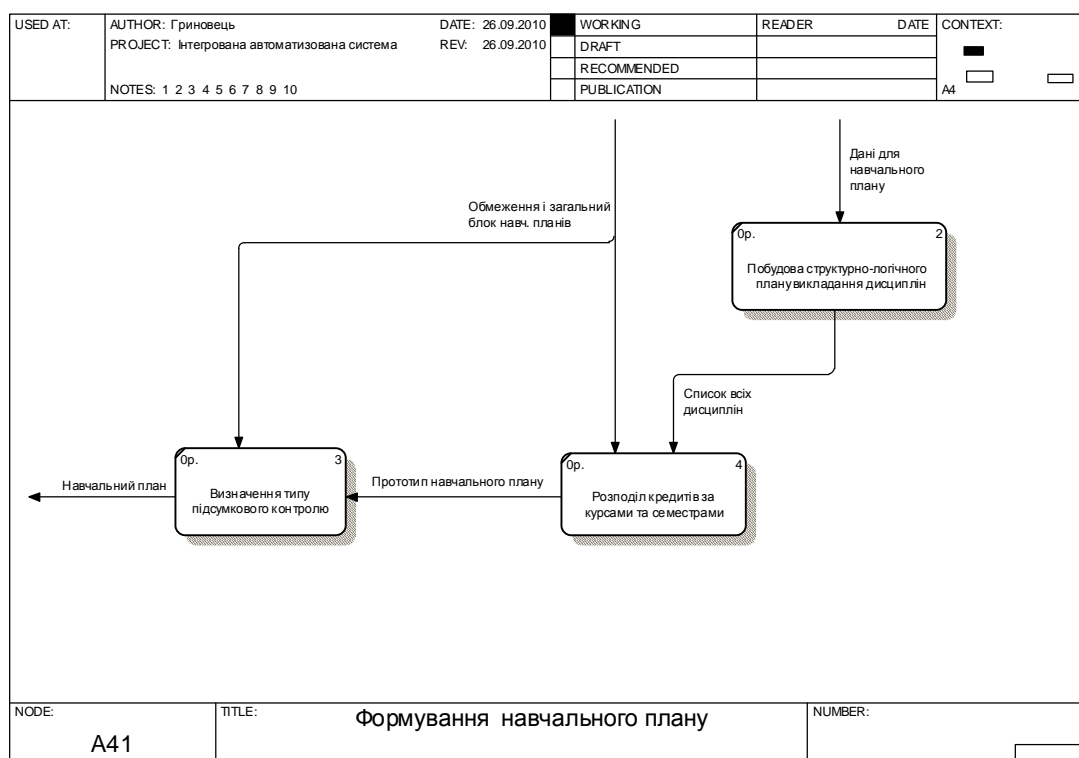 USED AT:
AUTHOR: Гриновець
DATE: 26.09.2010
PROJECT: Інтегрована автоматизована система
REV: 26.09.2010
NOTES: 1 2 3 4 5 6 7 8 9 10
WORKING
DRAFT
RECOMMENDED
PUBLICATION
READER DATE
CONTEXT:
A4
Дані для
навчального
плану
Обмеження і загальний
блок навч. планів
0р. 2
Побудова структурно-логічного
плану викладання дисциплін
Список всіх
дисциплін
0р. 3
Визначення типу
підсумкового контролю
0р. 4
Розподіл кредитів за
курсами та семестрами
Навчальний план
Прототип навчального плану
NODE:
A41
TITLE:
Формування навчального плану
NUMBER: